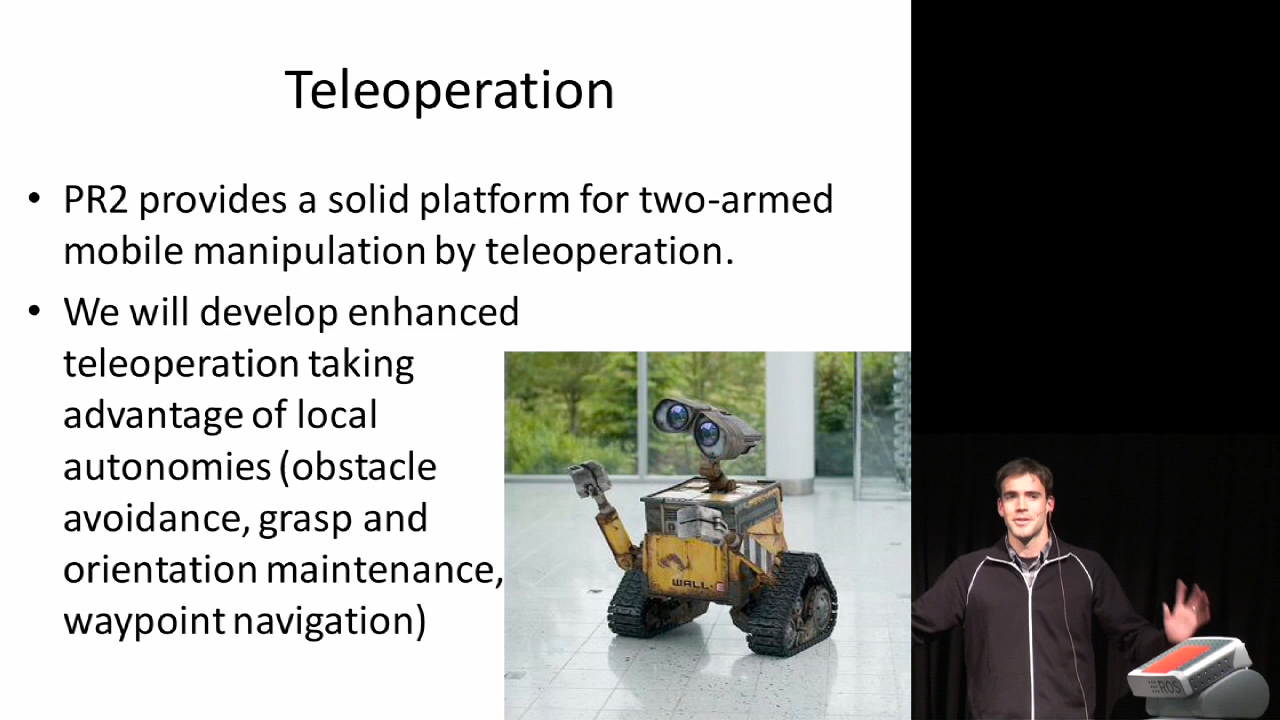 Teleoperation
• PR2 provides a solid platform for two-armed
mobile manipulation by teleoperation.
• We will develop enhanced
teleoperation taking
advantage of local
autonomies (obstacle
avoidance, grasp and
orientation maintenance,
waypoint navigation)
WALL·E
ROS